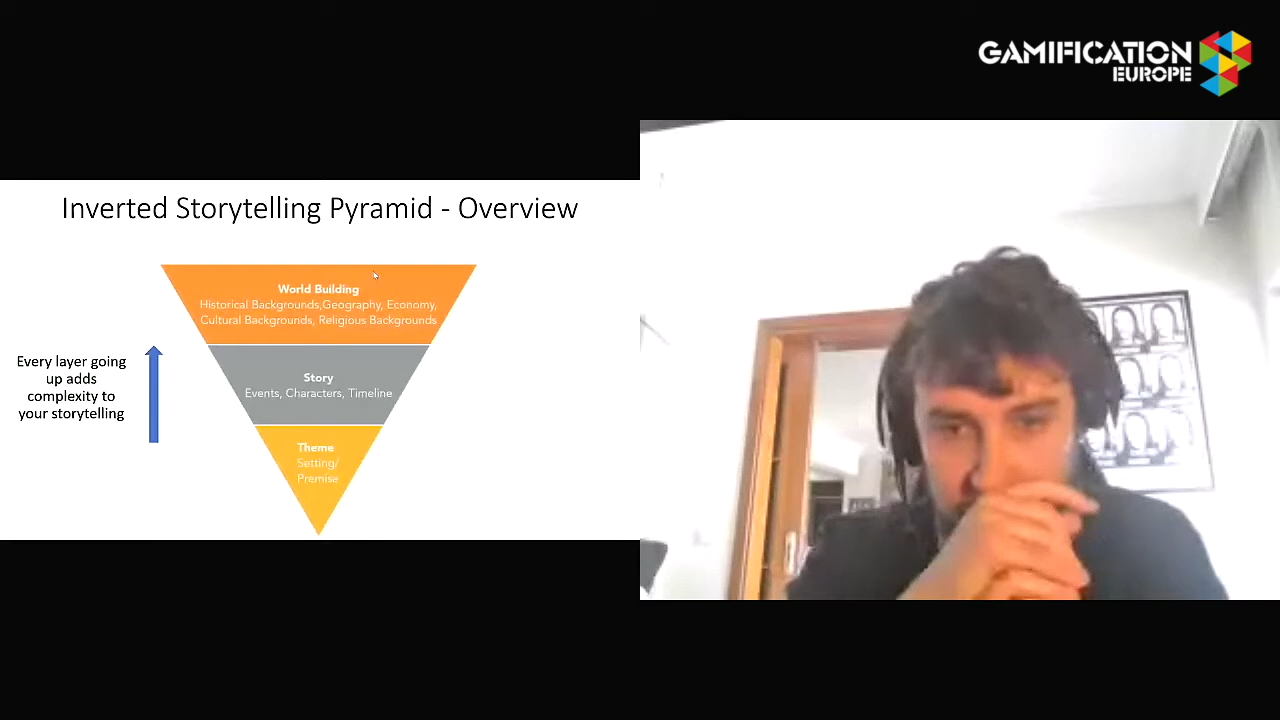 GAMIFICATION
EUROPE
Inverted Storytelling Pyramid - Overview
World Building
Historical Backgrounds,Geography, Economy,
Cultural Backgrounds, Religious Backgrounds
Every layer going
up adds
complexity to
your storytelling
Story
Events, Characters, Timeline
Theme
Setting/
Premise